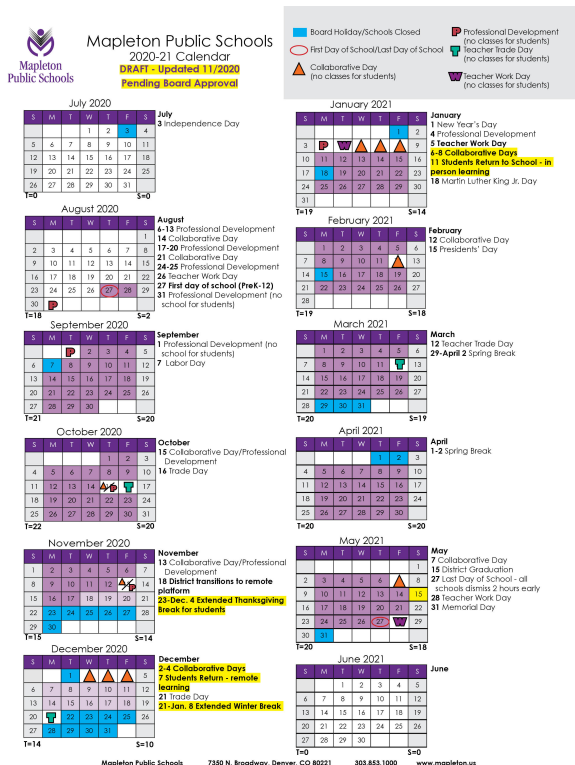 Mapleton
Public Schools
Mapleton Public Schools
2020-21 Calendar
DRAFT - Updated 11/2020
Pending Board Approval
Board Holiday/Schools Closed
First Day of School/Last Day of School
Collaborative Day
(no classes for students)
P Professional Development
(no classes for students)
T Teacher Trade Day
(no classes for students)
W Teacher Work Day
(no classes for students)
July 2020
S M T W T F S
1 2 3 4
5 6 7 8 9 10 11
12 13 14 15 16 17 18
19 20 21 22 23 24 25
26 27 28 29 30 31
T=0 S=0
July
3 Independence Day
August 2020
S M T W T F S
1
2 3 4 5 6 7 8
9 10 11 12 13 14 15
16 17 18 19 20 21 22
23 24 25 26 27 28 29
30 P
T=18 S=2
August
6-13 Professional Development
14 Collaborative Day
17-20 Professional Development
21 Collaborative Day
24-25 Professional Development
26 Teacher Work Day
27 First day of school (PreK-12)
31 Professional Development (no
school for students)
September 2020
S M T W T F S
P 2 3 4 5
6 7 8 9 10 11 12
13 14 15 16 17 18 19
20 21 22 23 24 25 26
27 28 29 30
T=21 S=20
September
1 Professional Development (no
school for students)
7 Labor Day
October 2020
S M T W T F S
1 2 3
4 5 6 7 8 9 10
11 12 13 14 P T 17
18 19 20 21 22 23 24
25 26 27 28 29 30 31
T=22 S=20
October
15 Collaborative Day/Professional
Development
16 Trade Day
November 2020
S M T W T F S
1 2 3 4 5 6 7
8 9 10 11 12 P 14
15 16 17 18 19 20 21
22 23 24 25 26 27 28
29 30
T=15 S=14
November
13 Collaborative Day/Professional
Development
18 District transitions to remote
platform
23-Dec. 4 Extended Thanksgiving
Break for students
December 2020
S M T W T F S
1 5
6 7 8 9 10 11 12
13 14 15 16 17 18 19
20 T 22 23 24 25 26
27 28 29 30 31
T=14 S=10
December
2-4 Collaborative Days
7 Students Return - remote
learning
21 Trade Day
21-Jan. 8 Extended Winter Break
January 2021
S M T W T F S
1 2
3 P W 9
10 11 12 13 14 15 16
17 18 19 20 21 22 23
24 25 26 27 28 29 30
31
T=19 S=14
January
1 New Year's Day
4 Professional Development
5 Teacher Work Day
6-8 Collaborative Days
11 Students Return to School - in
person learning
18 Martin Luther King Jr. Day
February 2021
S M T W T F S
1 2 3 4 5 6
7 8 9 10 11 13
14 15 16 17 18 19 20
21 22 23 24 25 26 27
28
T=19 S=18
February
12 Collaborative Day
15 Presidents' Day
March 2021
S M T W T F S
1 2 3 4 5 6
7 8 9 10 11 T 13
14 15 16 17 18 19 20
21 22 23 24 25 26 27
28 29 30 31
T=20 S=19
March
12 Teacher Trade Day
29-April 2 Spring Break
April 2021
S M T W T F S
1 2 3
4 5 6 7 8 9 10
11 12 13 14 15 16 17
18 19 20 21 22 23 24
25 26 27 28 29 30
T=20 S=20
April
1-2 Spring Break
May 2021
S M T W T F S
1
2 3 4 5 6 8
9 10 11 12 13 14 15
16 17 18 19 20 21 22
23 24 25 26 27 W 29
30 31
T=20 S=18
May
7 Collaborative Day
15 District Graduation
27 Last Day of School - all
schools dismiss 2 hours early
28 Teacher Work Day
31 Memorial Day
June 2021
S M T W T F S
1 2 3 4 5
6 7 8 9 10 11 12
13 14 15 16 17 18 19
20 21 22 23 24 25 26
27 28 29 30
T=0 S=0
June
Mapleton Public Schools 7350 N. Broadway, Denver, CO 80221 303.853.1000 www.mapleton.us